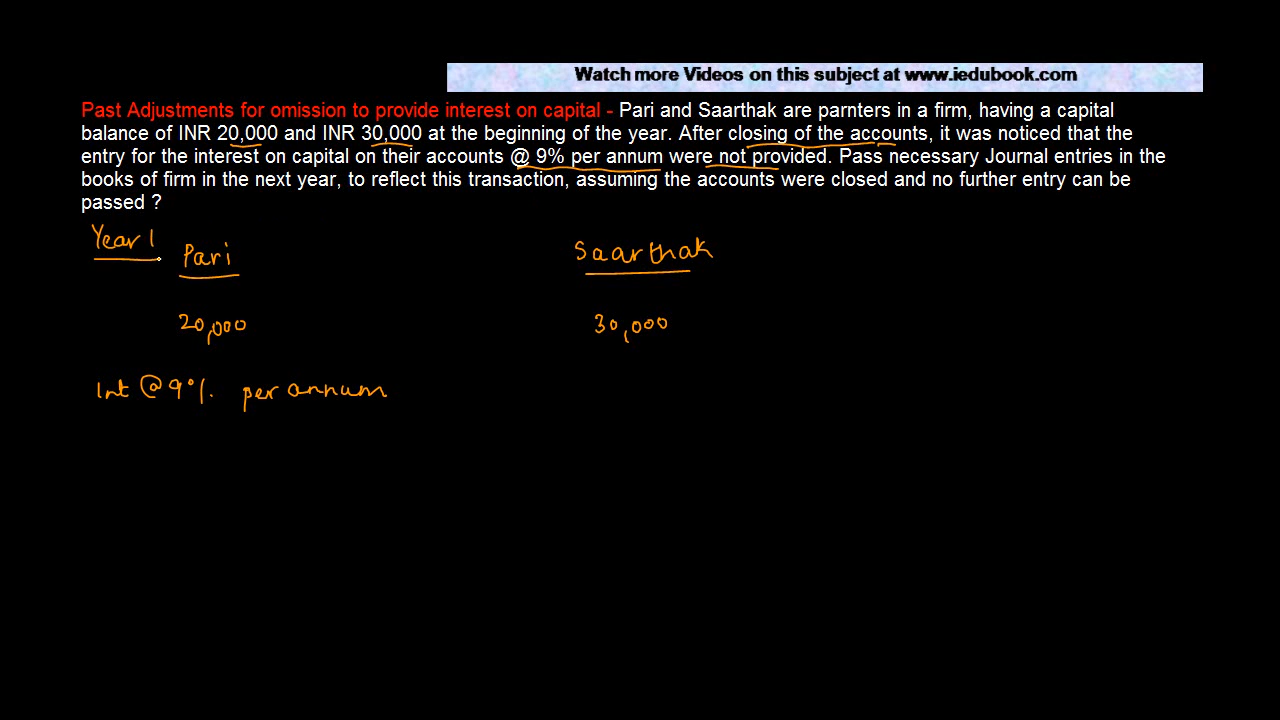 Watch more Videos on this subject at www.iedubook.com
Past Adjustments for omission to provide interest on capital - Pari and Saarthak are parnters in a firm, having a capital
balance of INR 20,000 and INR 30,000 at the beginning of the year. After closing of the accounts, it was noticed that the
entry for the interest on capital on their accounts @ 9% per annum were not provided. Pass necessary Journal entries in the
books of firm in the next year, to reflect this transaction, assuming the accounts were closed and no further entry can be
passed ?
Year 1
Pari Saarthak
20,000 30,000
Int @ 9% per annum